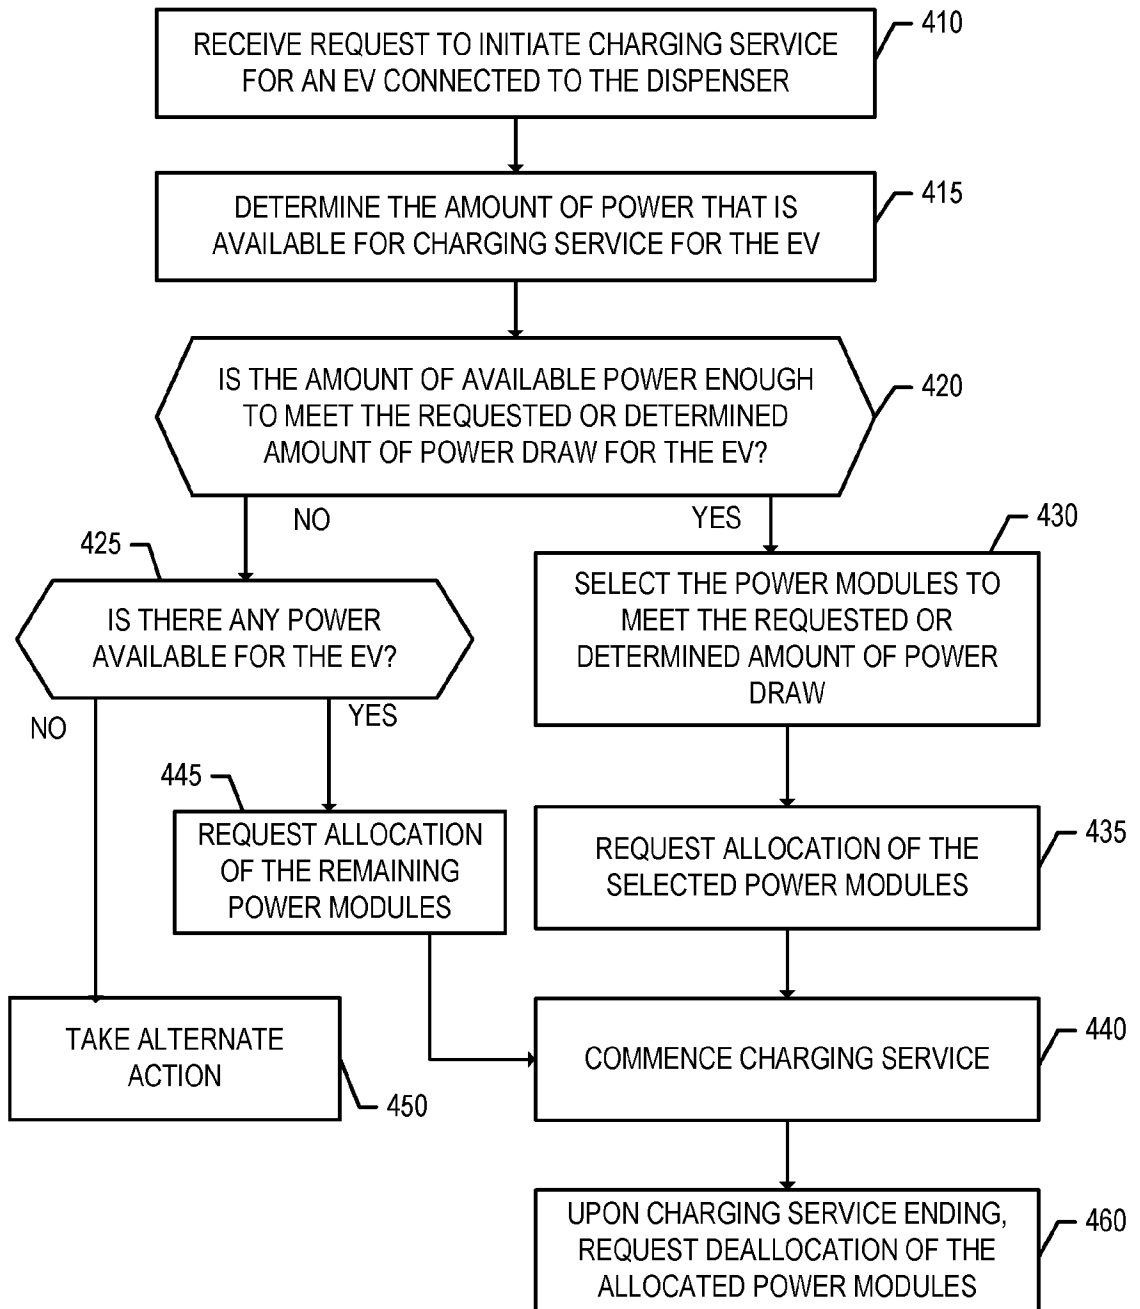 RECEIVE REQUEST TO INITIATE CHARGING SERVICE
FOR AN EV CONNECTED TO THE DISPENSER
410
DETERMINE THE AMOUNT OF POWER THAT IS
AVAILABLE FOR CHARGING SERVICE FOR THE EV
415
IS THE AMOUNT OF AVAILABLE POWER ENOUGH
TO MEET THE REQUESTED OR DETERMINED
AMOUNT OF POWER DRAW FOR THE EV?
420
NO
YES
425
IS THERE ANY POWER
AVAILABLE FOR THE EV?
430
SELECT THE POWER MODULES TO
MEET THE REQUESTED OR
DETERMINED AMOUNT OF POWER
DRAW
NO
YES
445
REQUEST ALLOCATION
OF THE REMAINING
POWER MODULES
REQUEST ALLOCATION OF THE
SELECTED POWER MODULES
435
TAKE ALTERNATE
ACTION
450
COMMENCE CHARGING SERVICE
440
UPON CHARGING SERVICE ENDING,
REQUEST DEALLOCATION OF THE
ALLOCATED POWER MODULES
460